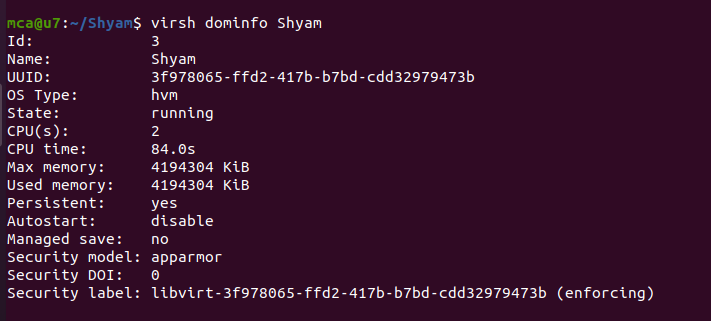 mca@u7:~/Shyam$ virsh dominfo Shyam
Id:             3
Name:           Shyam
UUID:           3f978065-ffd2-417b-b7bd-cdd32979473b
OS Type:        hvm
State:          running
CPU(s):         2
CPU time:       84.0s
Max memory:     4194304 KiB
Used memory:    4194304 KiB
Persistent:     yes
Autostart:      disable
Managed save:   no
Security model: apparmor
Security DOI:   0
Security label: libvirt-3f978065-ffd2-417b-b7bd-cdd32979473b (enforcing)